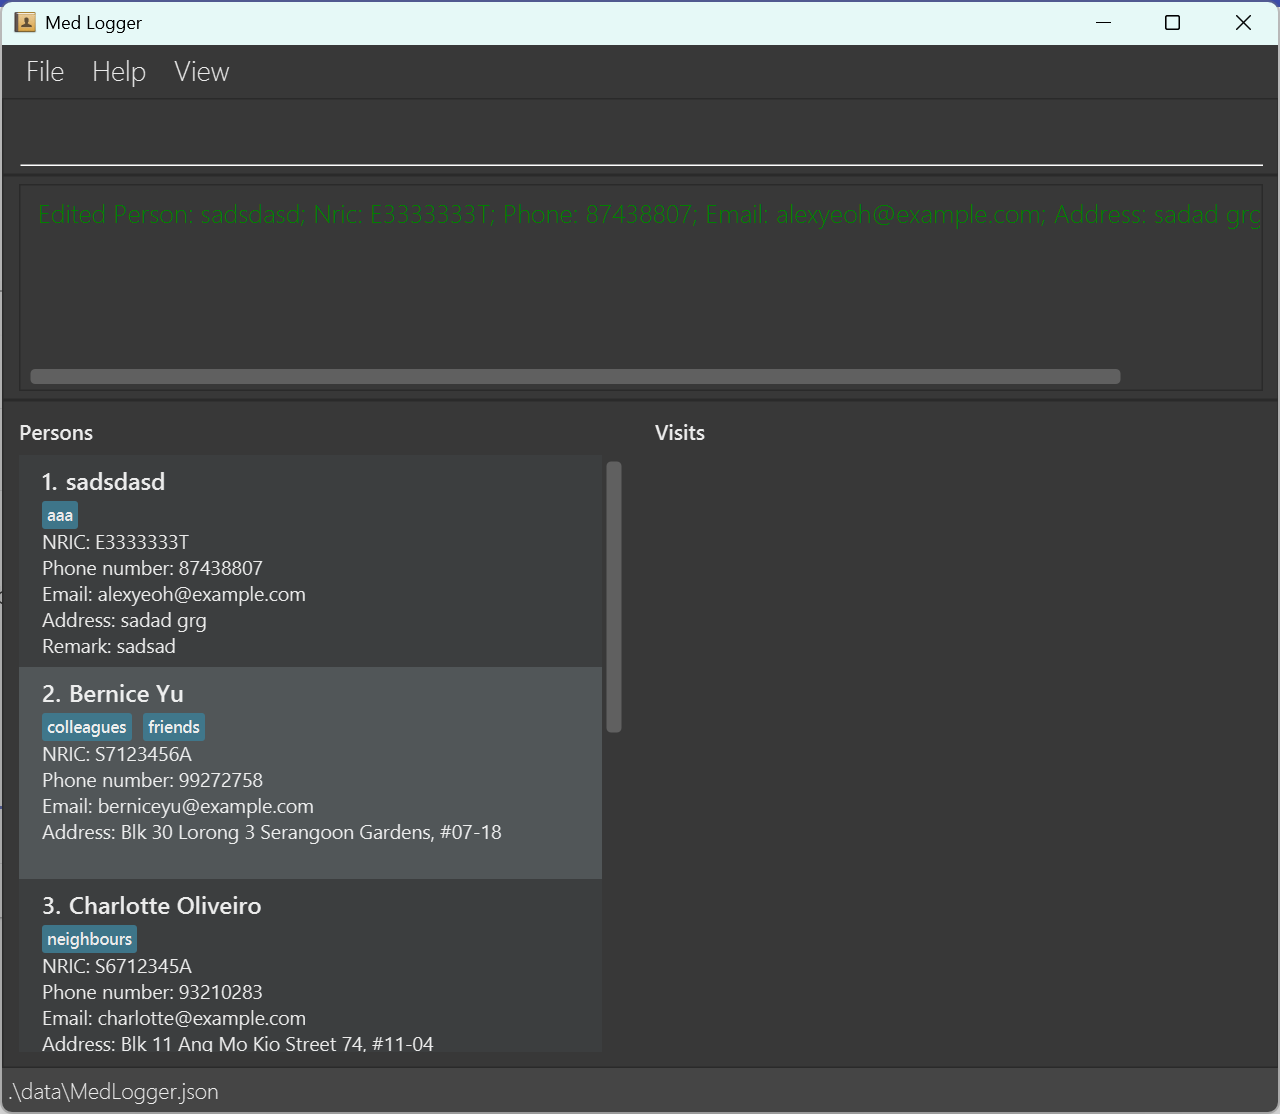 Med Logger
File Help View
Edited Person: sadsdasd; Nric: E3333333T; Phone: 87438807; Email: alexyeoh@example.com; Address: sadad grg
Persons
Visits
1. sadsdasd
aaa
NRIC: E3333333T
Phone number: 87438807
Email: alexyeoh@example.com
Address: sadad grg
Remark: sadsad
2. Bernice Yu
colleagues friends
NRIC: S7123456A
Phone number: 99272758
Email: berniceyu@example.com
Address: Blk 30 Lorong 3 Serangoon Gardens, #07-18
3. Charlotte Oliveiro
neighbours
NRIC: S6712345A
Phone number: 93210283
Email: charlotte@example.com
Address: Blk 11 Ang Mo Kio Street 74, #11-04
.\data\MedLogger.json